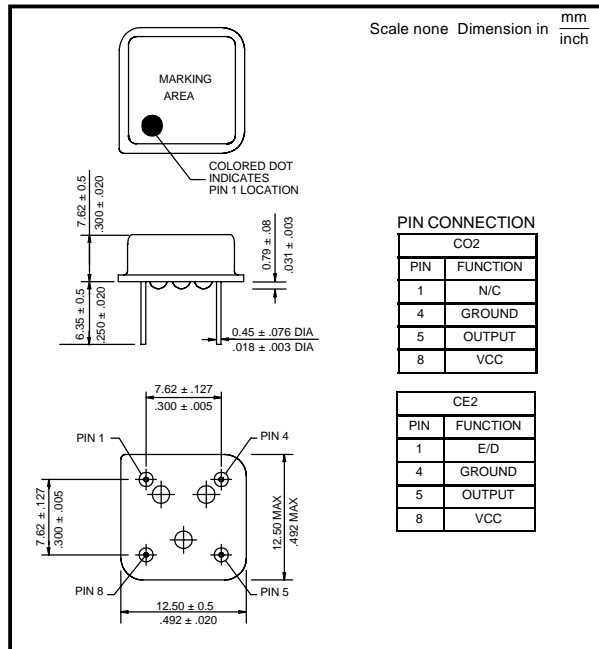 Scale none Dimension in mm
inch
MARKING
AREA
COLORED DOT
INDICATES
PIN 1 LOCATION
7.62 ± 0.5
.300 ± .020
6.35 ± 0.5
.250 ± .020
0.79 ± .08
.031 ± .003
0.45 ± .076 DIA
.018 ± .003 DIA
7.62 ± .127
.300 ± .005
PIN 1
PIN 4
7.62 ± .127
.300 ± .005
12.50 MAX
.492 MAX
PIN 8
PIN 5
12.50 ± 0.5
.492 ± .020
PIN CONNECTION
CO2
PIN FUNCTION
1 N/C
4 GROUND
5 OUTPUT
8 VCC
CE2
PIN FUNCTION
1 E/D
4 GROUND
5 OUTPUT
8 VCC